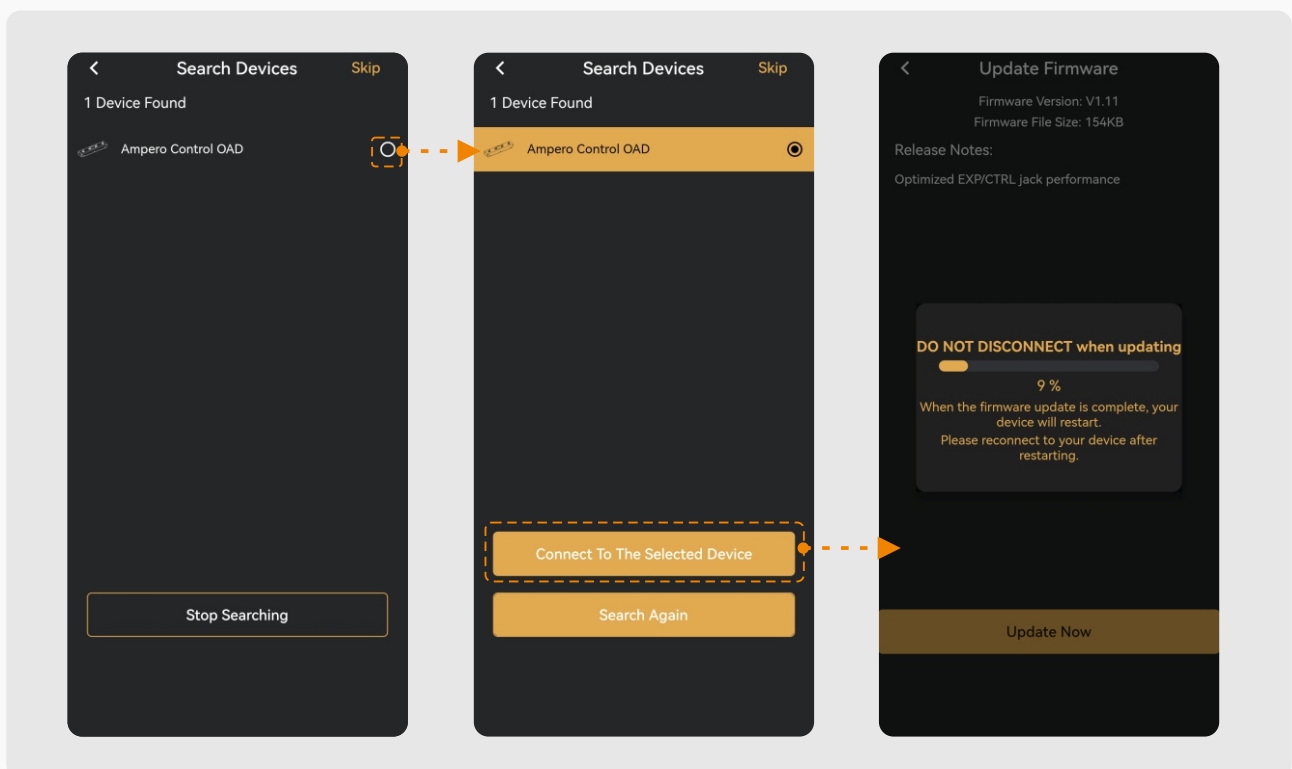 Search Devices
Skip
1 Device Found
Ampero Control OAD
Stop Searching
Search Devices
Skip
1 Device Found
Ampero Control OAD
Connect To The Selected Device
Search Again
Update Firmware
Firmware Version: V1.11
Firmware File Size: 154KB
Release Notes:
Optimized EXP/CTRL jack performance
DO NOT DISCONNECT when updating
9 %
When the firmware update is complete, your
device will restart.
Please reconnect to your device after
restarting.
Update Now